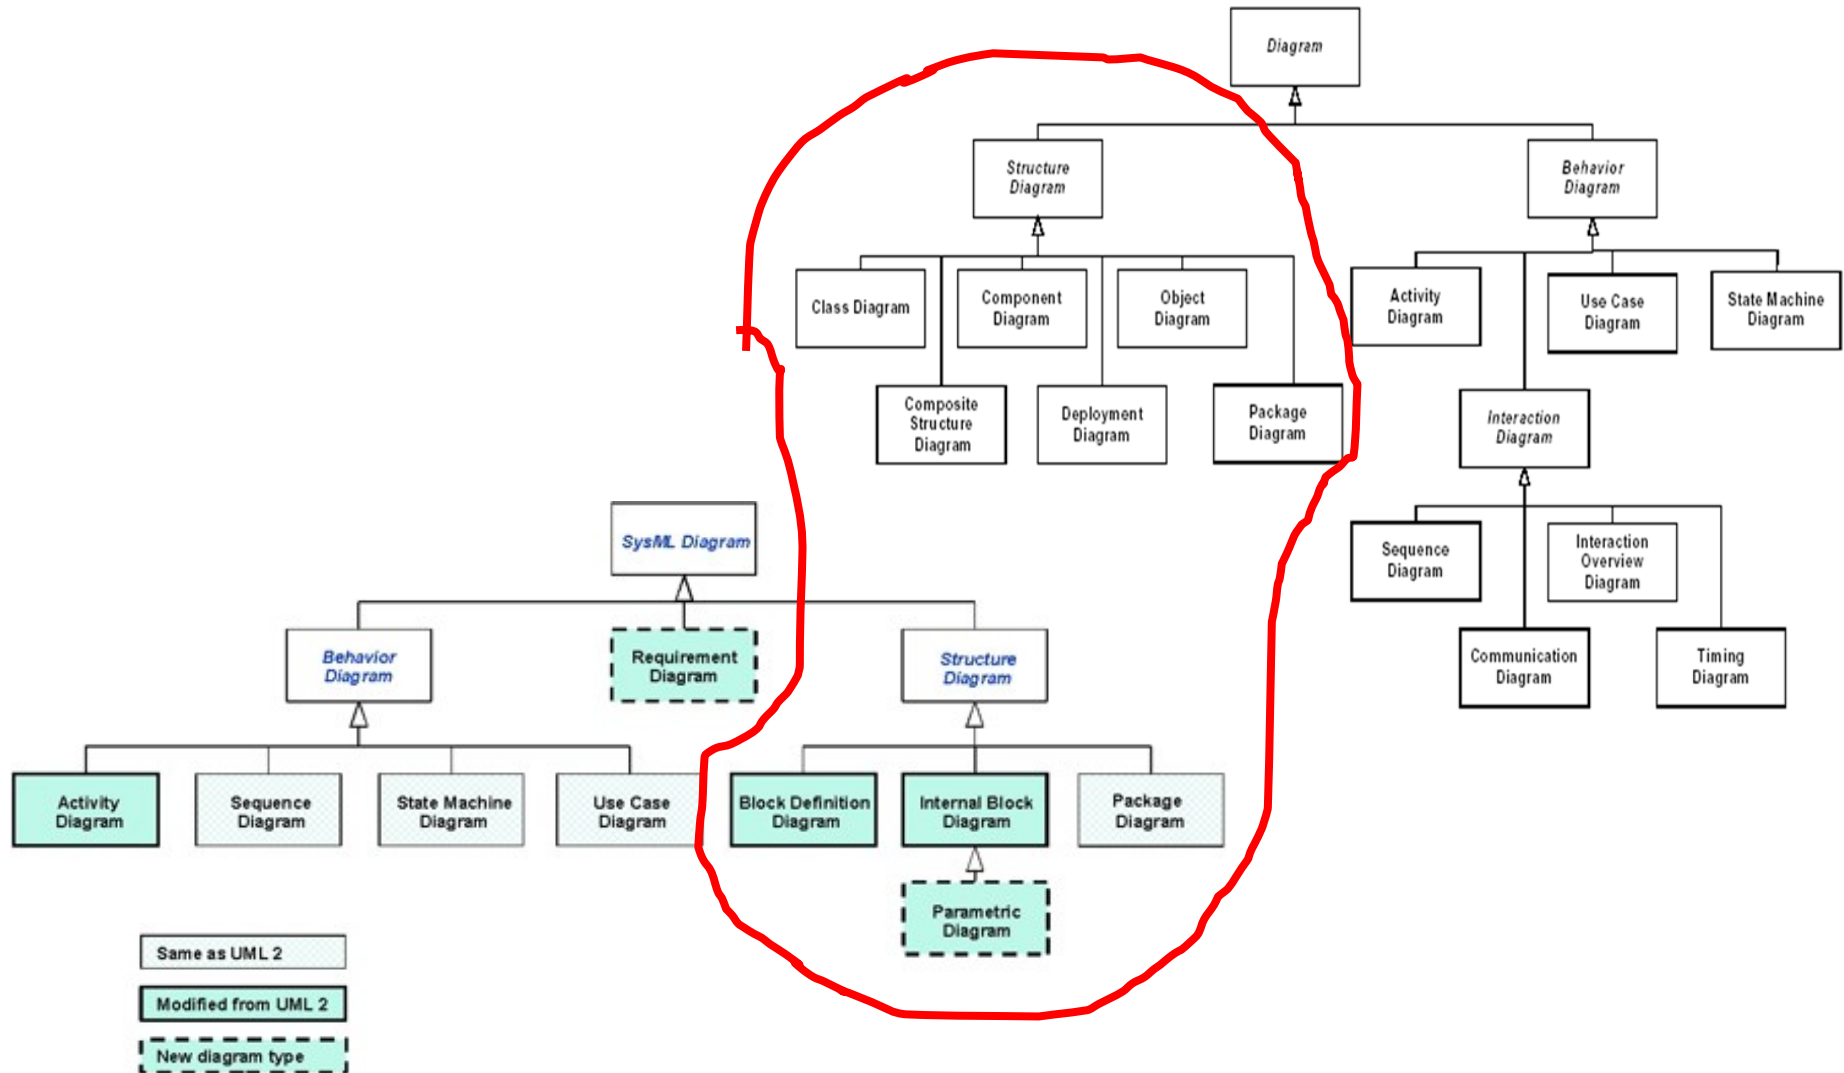 Diagram
Structure
Diagram
Behavior
Diagram
Class Diagram
Component
Diagram
Object
Diagram
Composite
Structure
Diagram
Deployment
Diagram
Package
Diagram
Activity
Diagram
Use Case
Diagram
State Machine
Diagram
Interaction
Diagram
Sequence
Diagram
Interaction
Overview
Diagram
Communication
Diagram
Timing
Diagram
SysML Diagram
Behavior
Diagram
Requirement
Diagram
Structure
Diagram
Activity
Diagram
Sequence
Diagram
State Machine
Diagram
Use Case
Diagram
Block Definition
Diagram
Internal Block
Diagram
Package
Diagram
Parametric
Diagram
Same as UML 2
Modified from UML 2
New diagram type